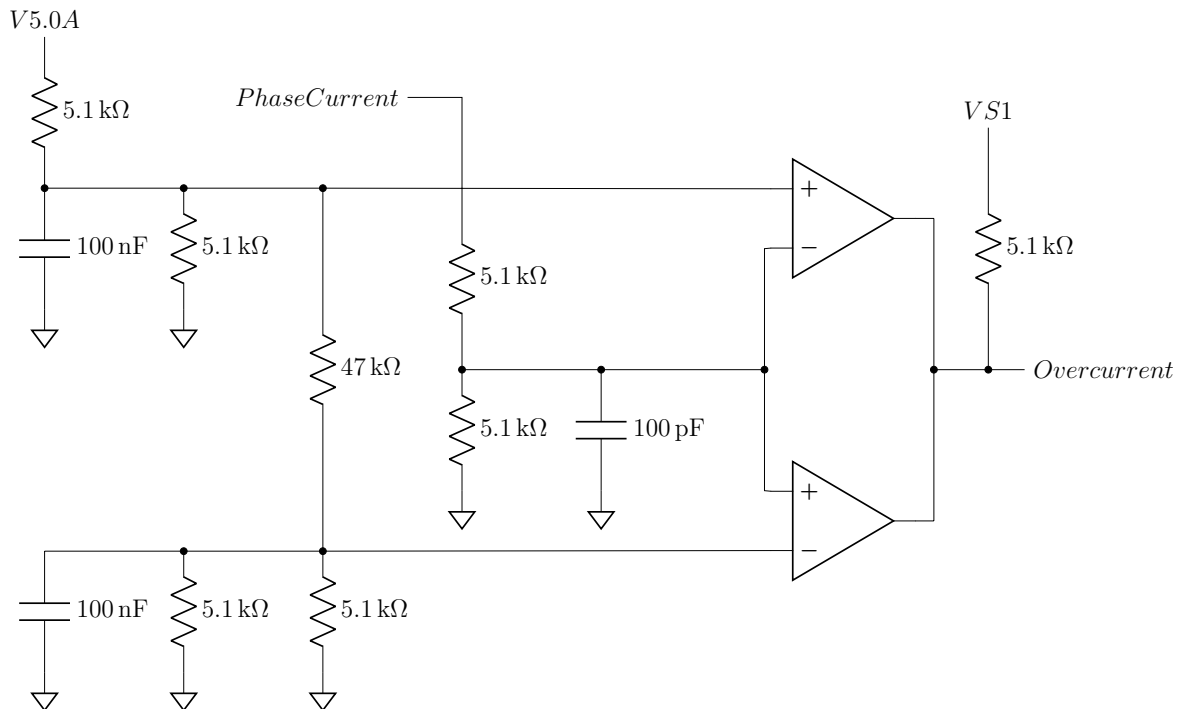 V5.0A
5.1 kΩ
PhaseCurrent
VS1
+
−
100 nF
5.1 kΩ
5.1 kΩ
5.1 kΩ
47 kΩ
Overcurrent
5.1 kΩ
100 pF
+
−
100 nF
5.1 kΩ
5.1 kΩ